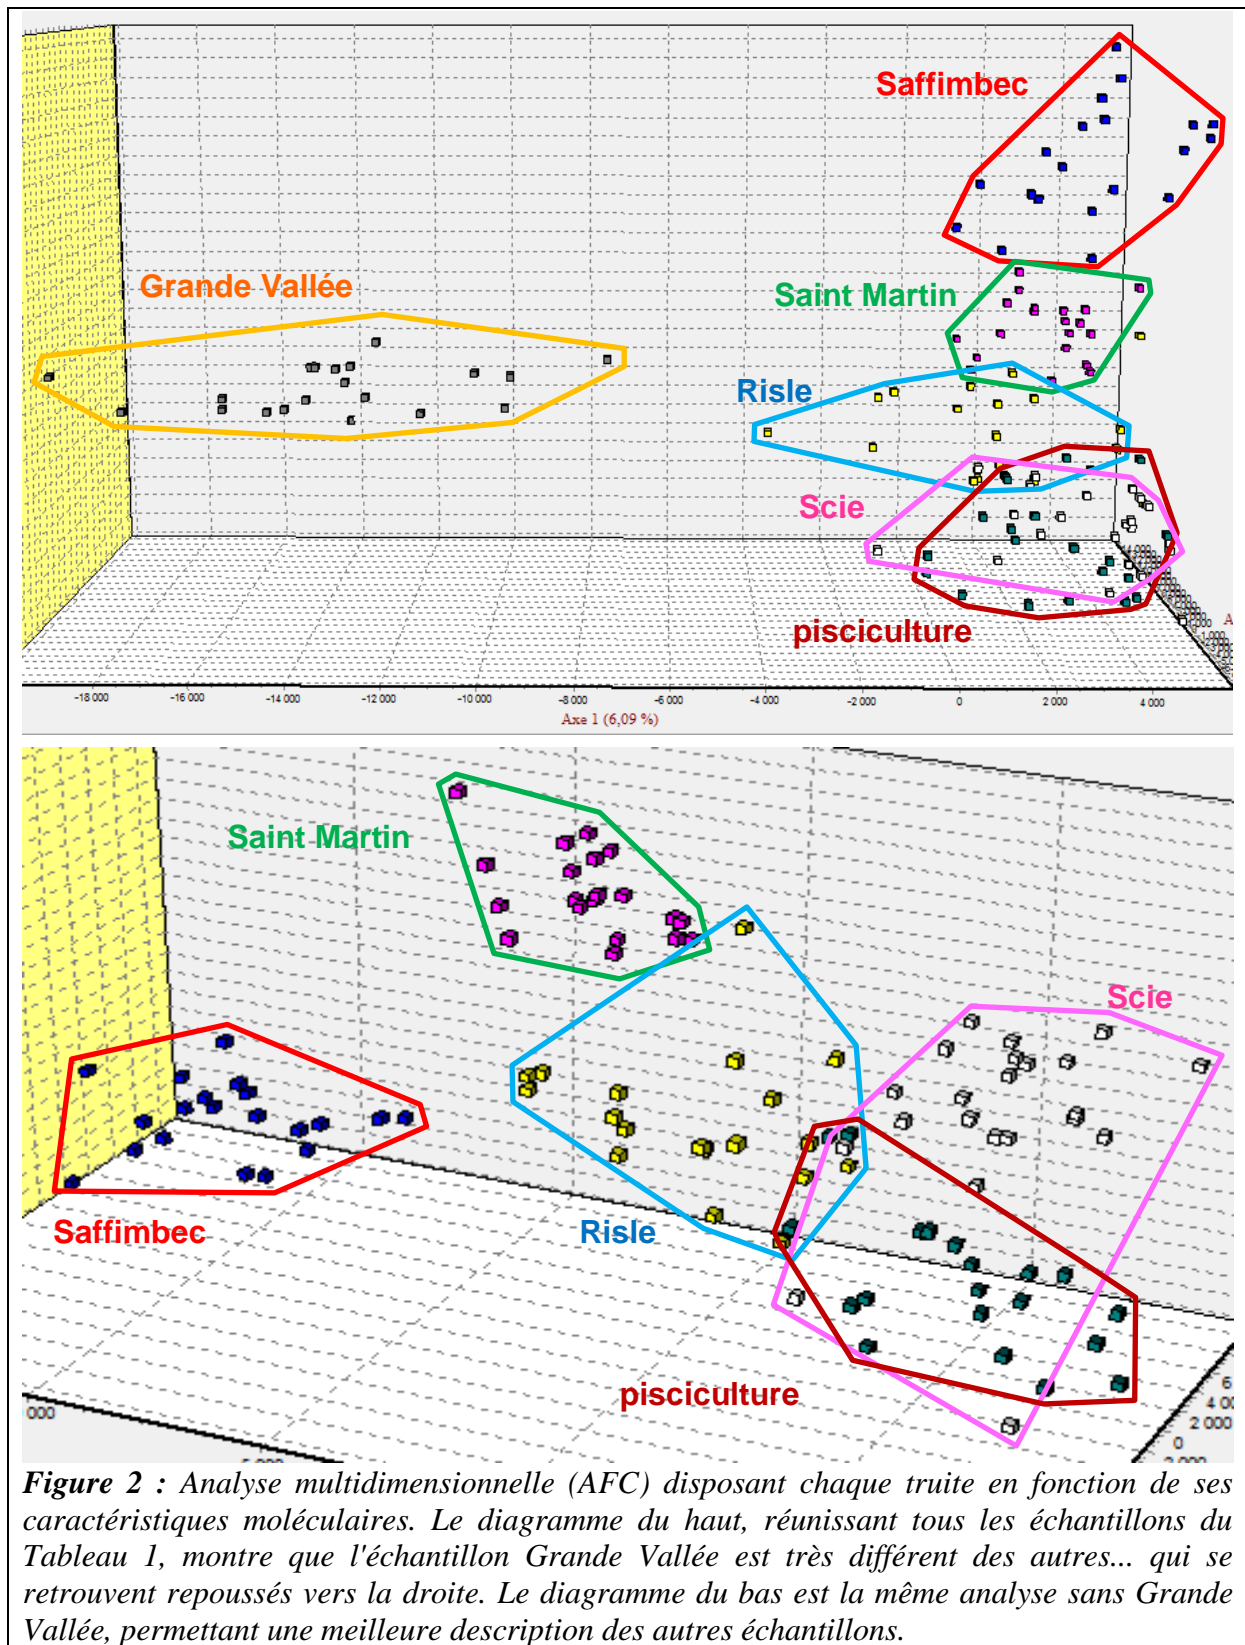 Saffimbec
Grande Vallée
Saint Martin
Risle
Scie
pisciculture
-18 000 -16 000 -14 000 -12 000 -10 000 -8 000 -6 000 -4 000 -2 000 0 2 000 4 000
Axe 1 (6,09 %)
Saint Martin
Scie
Saffimbec
Risle
pisciculture
6
4 00
2 000
0
000
Figure 2 : Analyse multidimensionnelle (AFC) disposant chaque truite en fonction de ses
caractéristiques moléculaires. Le diagramme du haut, réunissant tous les échantillons du
Tableau 1, montre que l'échantillon Grande Vallée est très différent des autres... qui se
retrouvent repoussés vers la droite. Le diagramme du bas est la même analyse sans Grande
Vallée, permettant une meilleure description des autres échantillons.